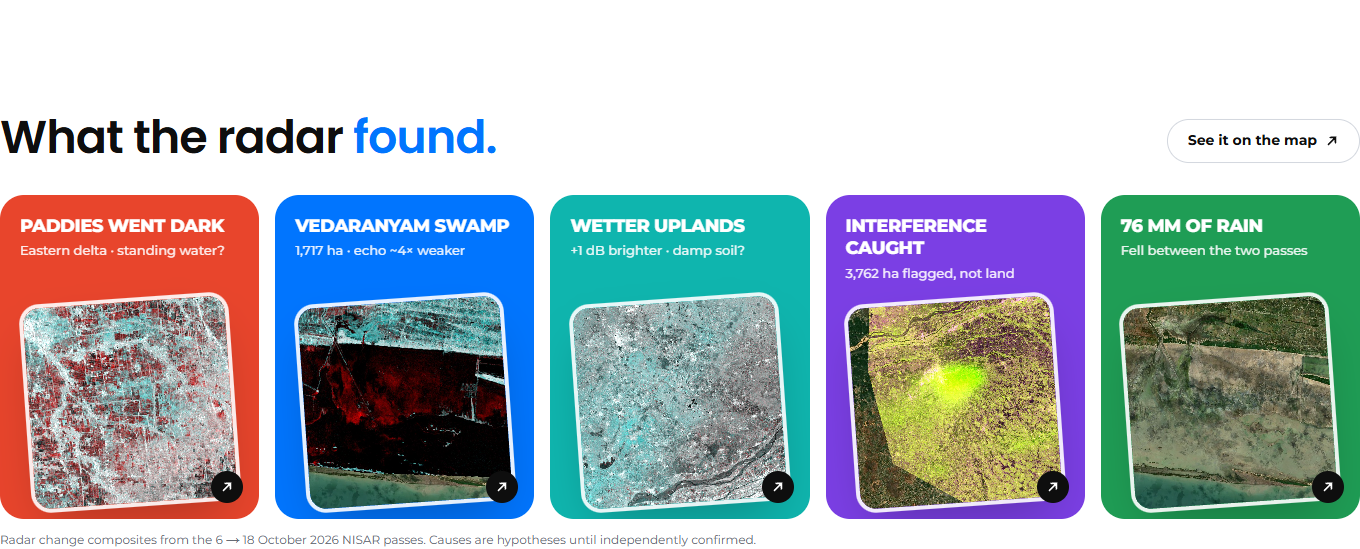 What the radar found.
See it on the map ↗
PADDIES WENT DARK
Eastern delta · standing water?
VEDARANYAM SWAMP
1,717 ha · echo ~4× weaker
WETTER UPLANDS
+1 dB brighter · damp soil?
INTERFERENCE
CAUGHT
3,762 ha flagged, not land
76 MM OF RAIN
Fell between the two passes
Radar change composites from the 6 → 18 October 2026 NISAR passes. Causes are hypotheses until independently confirmed.